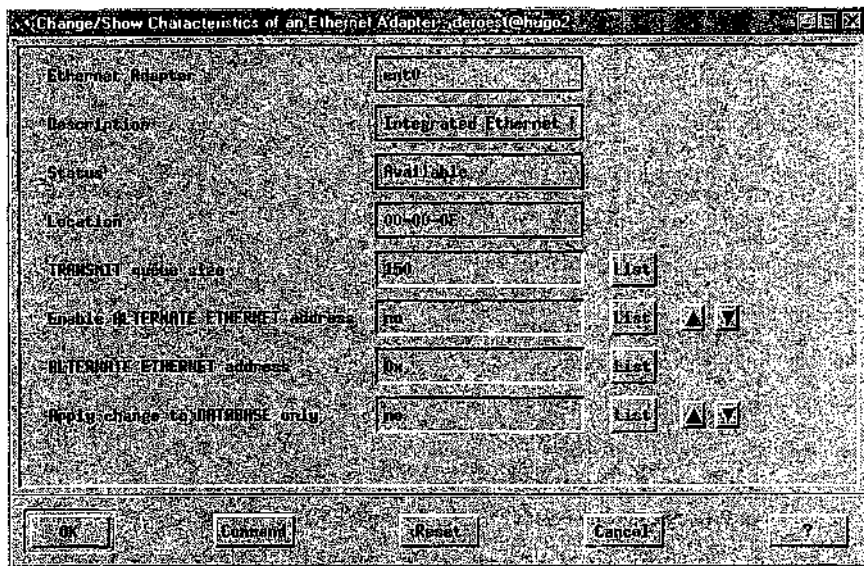 Change/Show Characteristics of an Ethernet Adapter : deroest@hugo2
Ethernet Adapter ent0
Description Integrated Ethernet
Status Available
Location 00-00-0E
TRANSMIT queue size 150 List
Enable ALTERNATE ETHERNET address no List
ALTERNATE ETHERNET address 0x List
Apply change to DATABASE only no List
OK Command Reset Cancel ?